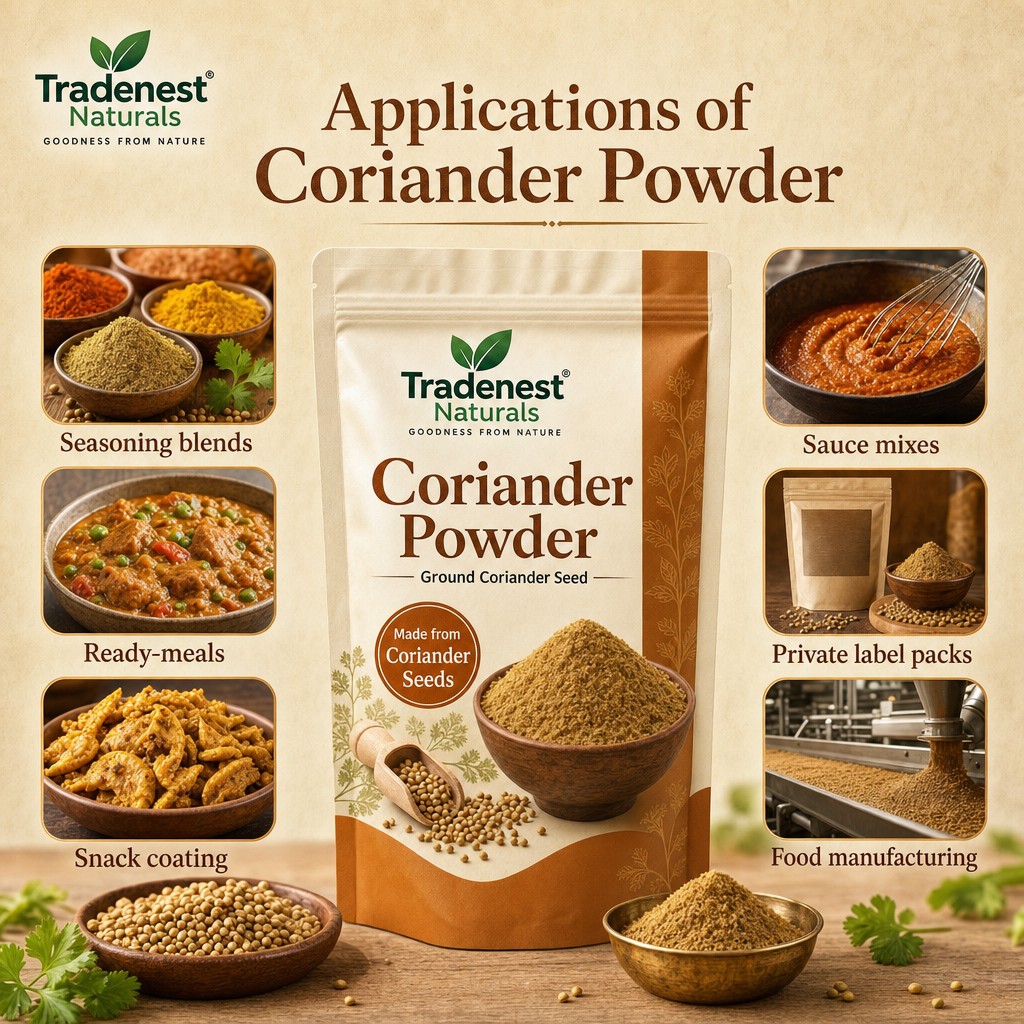 Tradenest®
Naturals
GOODNESS FROM NATURE
Applications of
Coriander Powder
Seasoning blends
Ready-meals
Snack coating
Tradenest®
Naturals
GOODNESS FROM NATURE
Coriander
Powder
Ground Coriander Seed
Made from
Coriander
Seeds
Sauce mixes
Private label packs
Food manufacturing